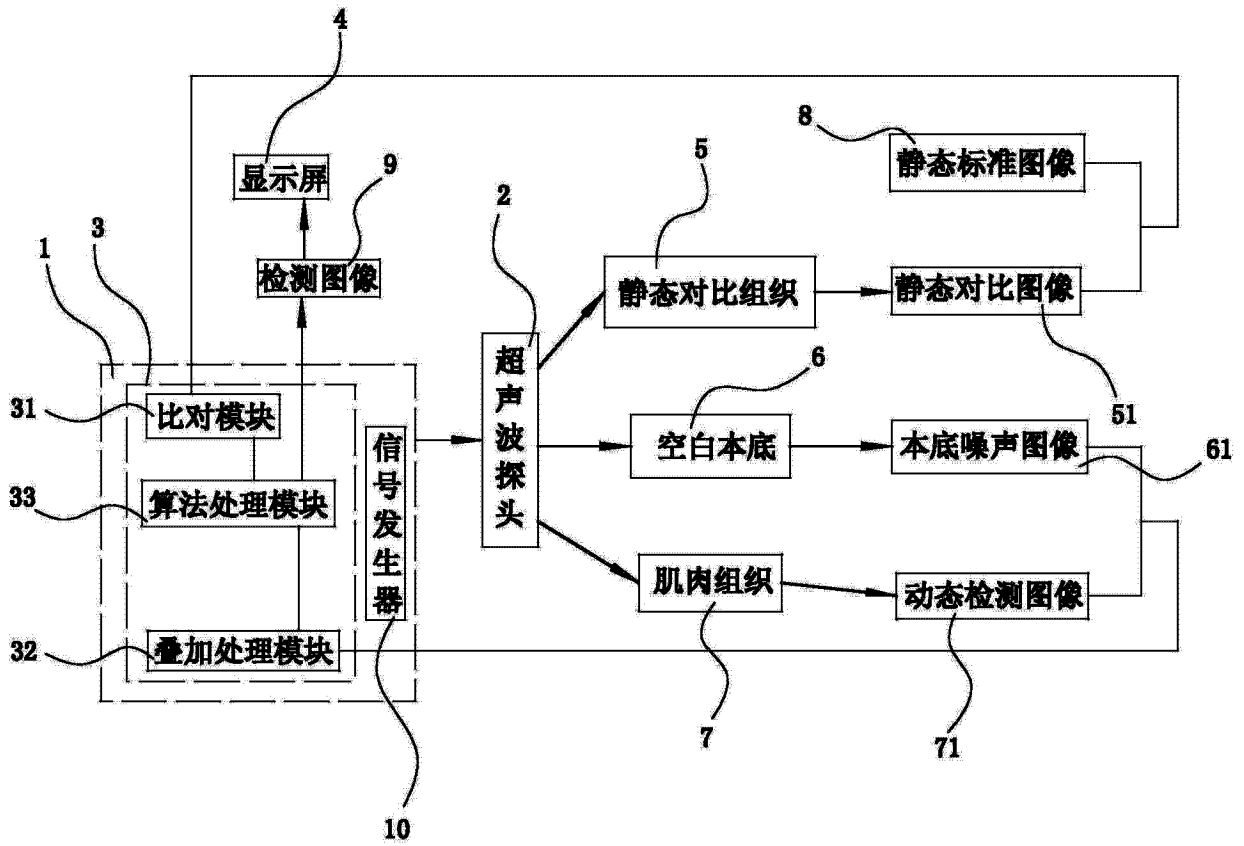 4
8
5
9
显示屏
静态标准图像
2
3
1
检测图像
静态对比组织
静态对比图像
超声波探头
6
51
31
比对模块
信号发生器
空白本底
本底噪声图像
61
33
算法处理模块
肌肉组织
动态检测图像
32
叠加处理模块
7
71
10